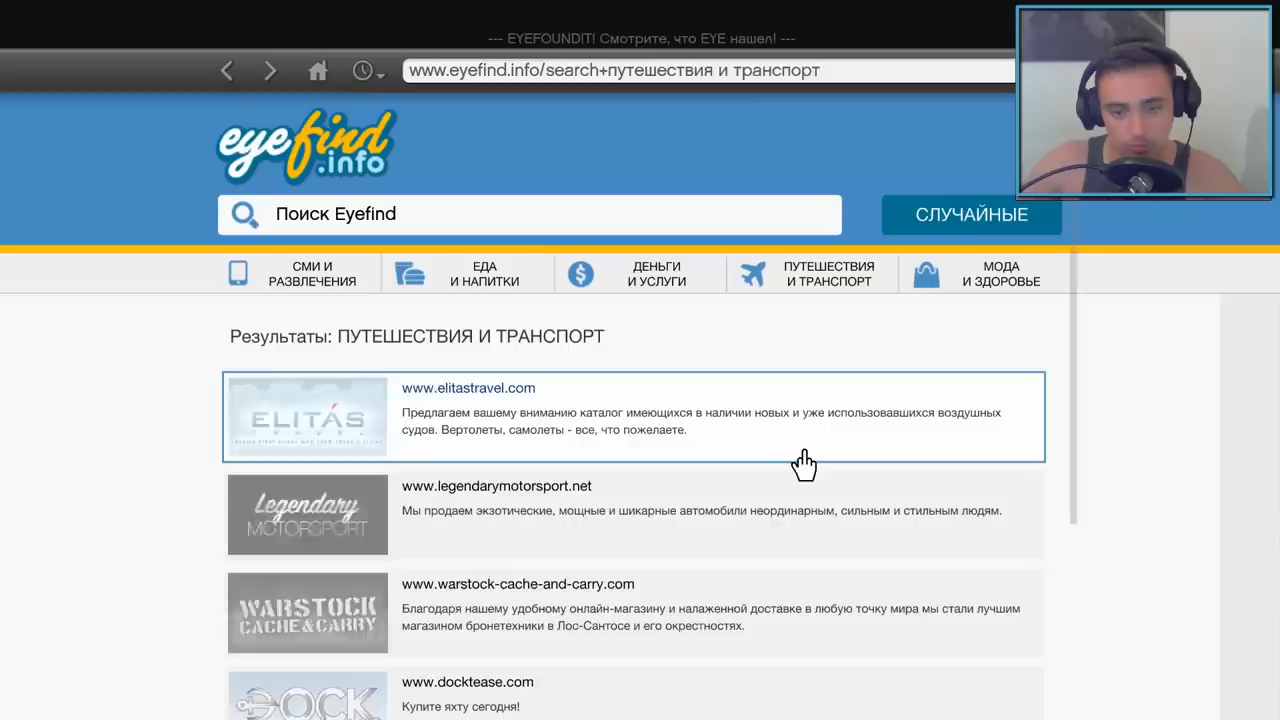 --- EYEFOUNDIT! Смотрите, что EYE нашел! ---
www.eyefind.info/search+путешествия и транспорт
eyefind
.info
Поиск Eyefind
СЛУЧАЙНЫЕ
СМИ И
РАЗВЛЕЧЕНИЯ
ЕДА
И НАПИТКИ
ДЕНЬГИ
И УСЛУГИ
ПУТЕШЕСТВИЯ
И ТРАНСПОРТ
МОДА
И ЗДОРОВЬЕ
Результаты: ПУТЕШЕСТВИЯ И ТРАНСПОРТ
ELITÁS
TRAVEL
www.elitastravel.com
Предлагаем вашему вниманию каталог имеющихся в наличии новых и уже использовавшихся воздушных
судов. Вертолеты, самолеты - все, что пожелаете.
Legendary
MOTORSPORT
www.legendarymotorsport.net
Мы продаем экзотические, мощные и шикарные автомобили неординарным, сильным и стильным людям.
WARSTOCK
CACHE&CARRY
www.warstock-cache-and-carry.com
Благодаря нашему удобному онлайн-магазину и налаженной доставке в любую точку мира мы стали лучшим
магазином бронетехники в Лос-Сантосе и его окрестностях.
DOCK
www.docktease.com
Купите яхту сегодня!